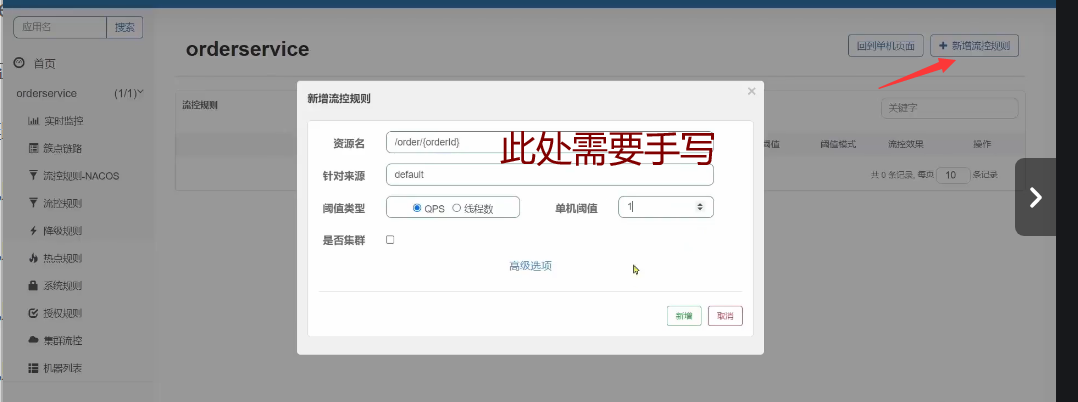 应用名 搜索
首页
orderservice (1/1)
实时监控
簇点链路
流控规则-NACOS
流控规则
降级规则
热点规则
系统规则
授权规则
集群流控
机器列表
orderservice
回到单机页面 + 新增流控规则
流控规则
关键字
阈值 阈值模式 流控效果 操作
共 0 条记录, 每页 10 条记录
新增流控规则 ×
资源名 /order/{orderId}
此处需要手写
针对来源 default
阈值类型 QPS 线程数 单机阈值 1
是否集群
高级选项
新增 取消